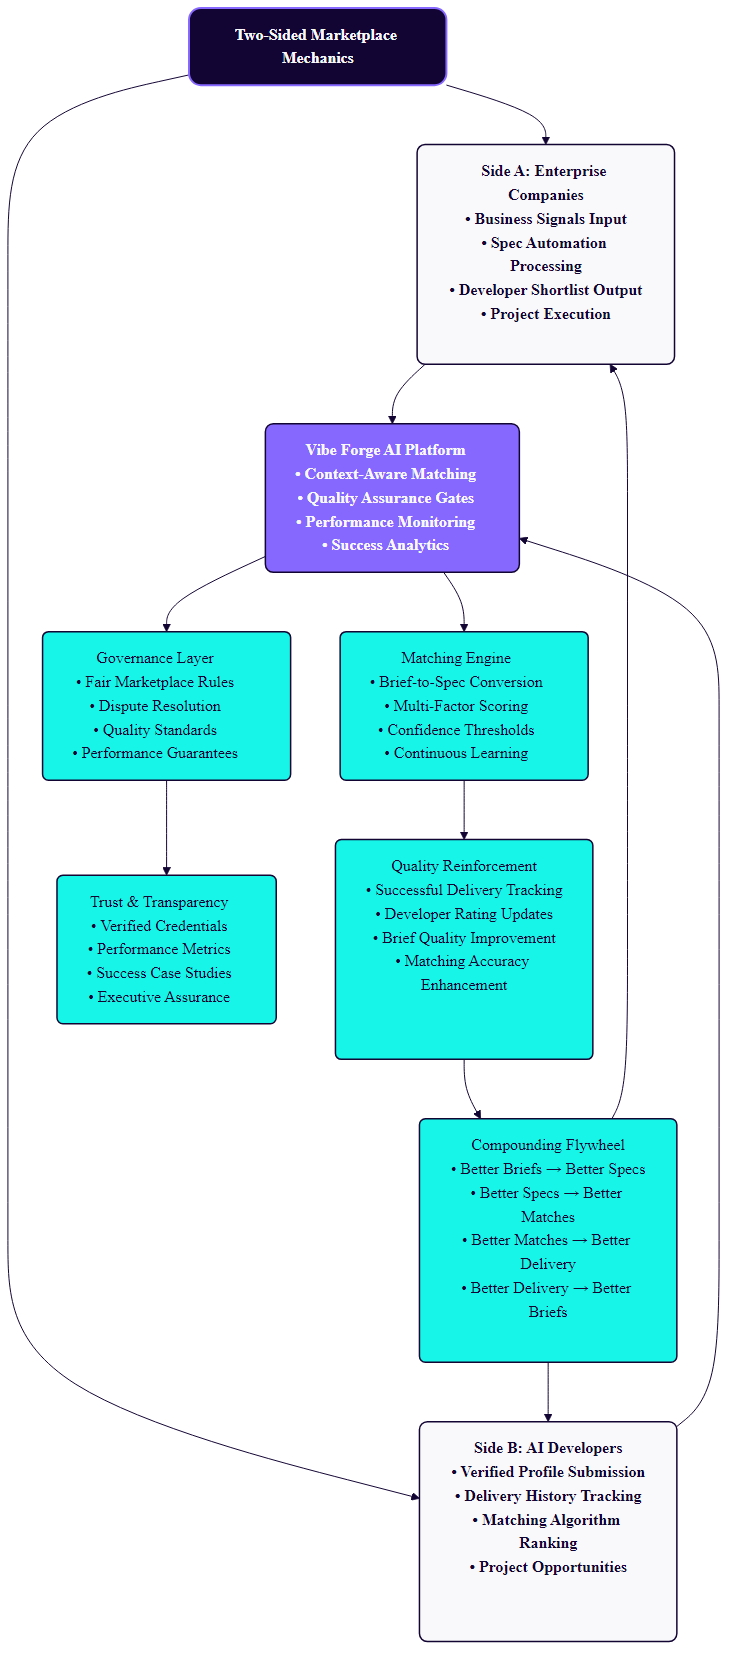 Two-Sided Marketplace
Mechanics
Side A: Enterprise
Companies
• Business Signals Input
• Spec Automation
Processing
• Developer Shortlist Output
• Project Execution
Vibe Forge AI Platform
• Context-Aware Matching
• Quality Assurance Gates
• Performance Monitoring
• Success Analytics
Governance Layer
• Fair Marketplace Rules
• Dispute Resolution
• Quality Standards
• Performance Guarantees
Matching Engine
• Brief-to-Spec Conversion
• Multi-Factor Scoring
• Confidence Thresholds
• Continuous Learning
Quality Reinforcement
• Successful Delivery Tracking
• Developer Rating Updates
• Brief Quality Improvement
• Matching Accuracy
Enhancement
Trust & Transparency
• Verified Credentials
• Performance Metrics
• Success Case Studies
• Executive Assurance
Compounding Flywheel
• Better Briefs → Better Specs
• Better Specs → Better
Matches
• Better Matches → Better
Delivery
• Better Delivery → Better
Briefs
Side B: AI Developers
• Verified Profile Submission
• Delivery History Tracking
• Matching Algorithm
Ranking
• Project Opportunities